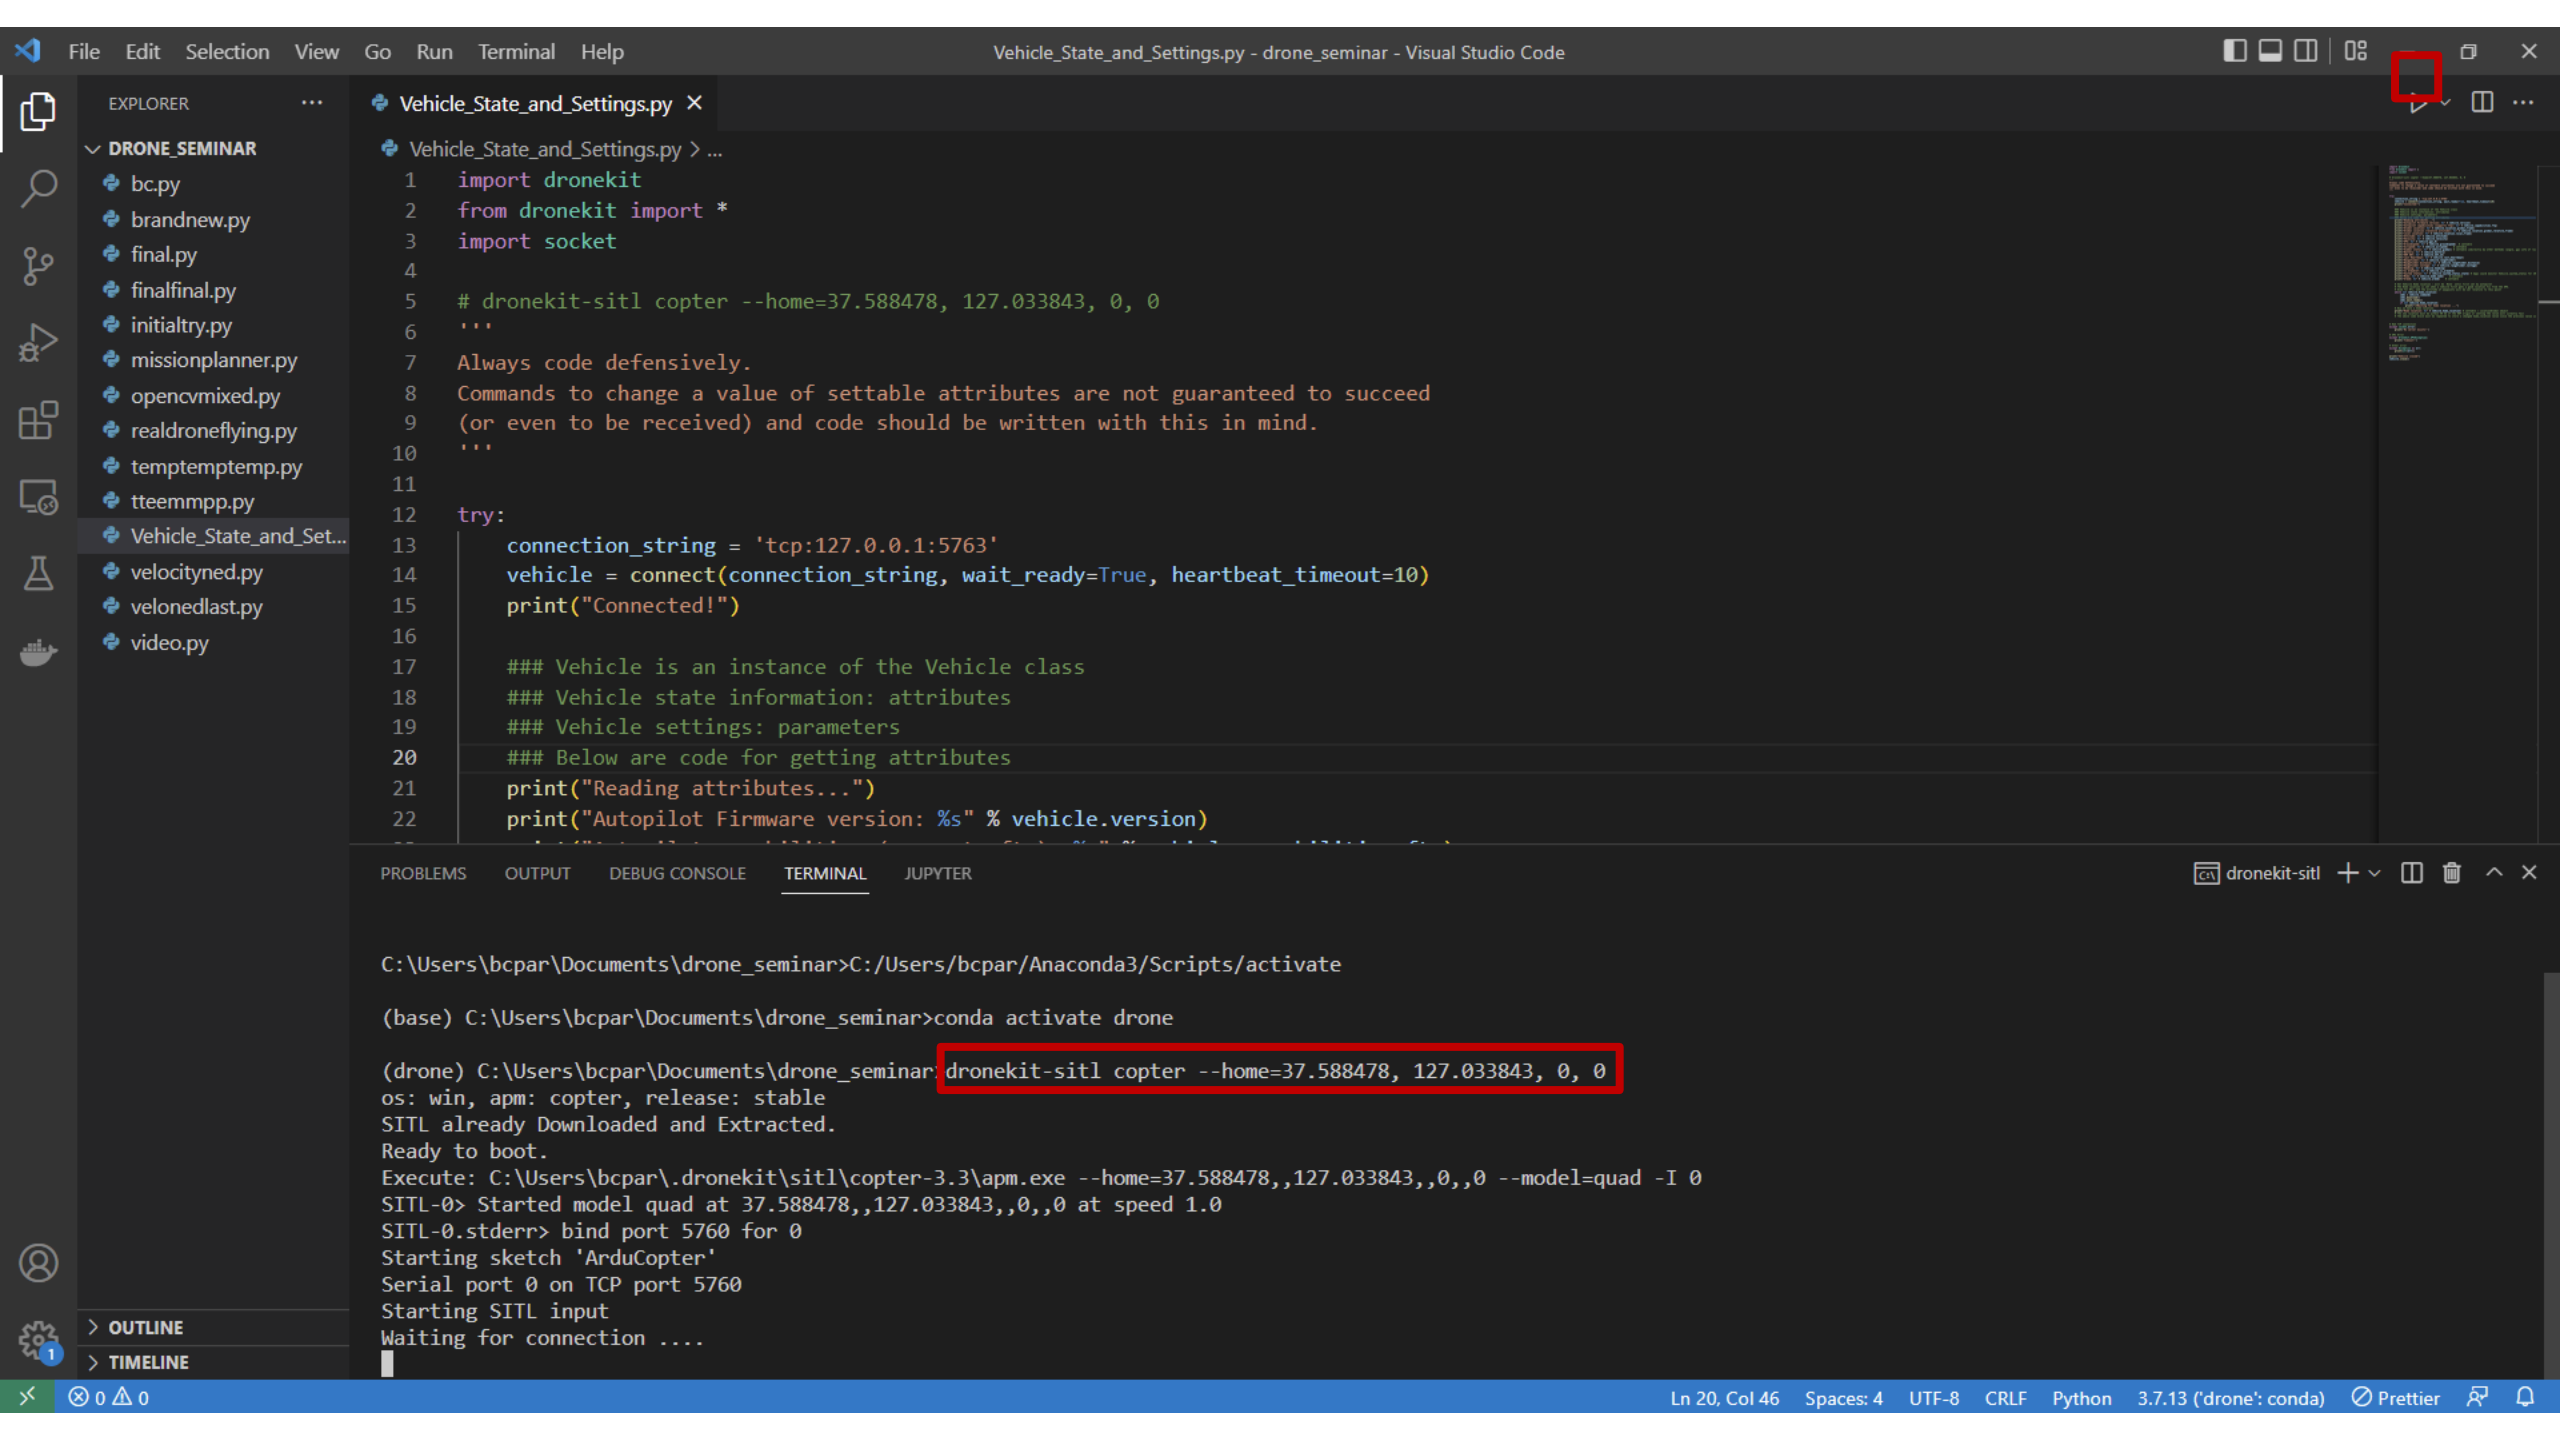 File Edit Selection View Go Run Terminal Help
Vehicle_State_and_Settings.py - drone_seminar - Visual Studio Code
EXPLORER
DRONE_SEMINAR
bc.py
brandnew.py
final.py
finalfinal.py
initialtry.py
missionplanner.py
opencvmixed.py
realdroneflying.py
temptemptemp.py
tteemmpp.py
Vehicle_State_and_Set...
velocityned.py
velonedlast.py
video.py
OUTLINE
TIMELINE
Vehicle_State_and_Settings.py
Vehicle_State_and_Settings.py > ...
1 import dronekit
2 from dronekit import *
3 import socket
4
5 # dronekit-sitl copter --home=37.588478, 127.033843, 0, 0
6 '''
7 Always code defensively.
8 Commands to change a value of settable attributes are not guaranteed to succeed
9 (or even to be received) and code should be written with this in mind.
10 '''
11
12 try:
13 connection_string = 'tcp:127.0.0.1:5763'
14 vehicle = connect(connection_string, wait_ready=True, heartbeat_timeout=10)
15 print("Connected!")
16
17 ### Vehicle is an instance of the Vehicle class
18 ### Vehicle state information: attributes
19 ### Vehicle settings: parameters
20 ### Below are code for getting attributes
21 print("Reading attributes...")
22 print("Autopilot Firmware version: %s" % vehicle.version)
PROBLEMS OUTPUT DEBUG CONSOLE TERMINAL JUPYTER
dronekit-sitl
C:\Users\bcpar\Documents\drone_seminar>C:/Users/bcpar/Anaconda3/Scripts/activate
(base) C:\Users\bcpar\Documents\drone_seminar>conda activate drone
(drone) C:\Users\bcpar\Documents\drone_seminar>dronekit-sitl copter --home=37.588478, 127.033843, 0, 0
os: win, apm: copter, release: stable
SITL already Downloaded and Extracted.
Ready to boot.
Execute: C:\Users\bcpar\.dronekit\sitl\copter-3.3\apm.exe --home=37.588478,,127.033843,,0,,0 --model=quad -I 0
SITL-0> Started model quad at 37.588478,,127.033843,,0,,0 at speed 1.0
SITL-0.stderr> bind port 5760 for 0
Starting sketch 'ArduCopter'
Serial port 0 on TCP port 5760
Starting SITL input
Waiting for connection ....
1
0 0
Ln 20, Col 46 Spaces: 4 UTF-8 CRLF Python 3.7.13 ('drone': conda) Prettier